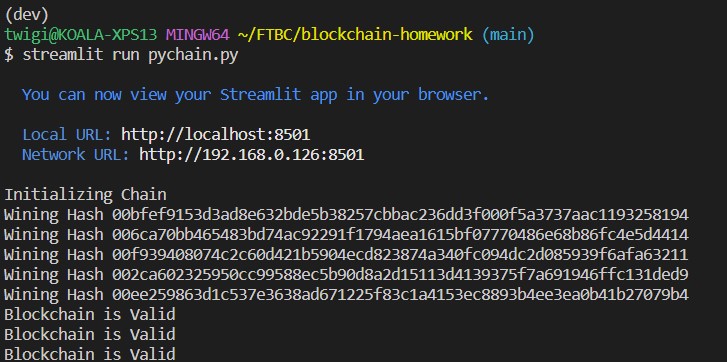 (dev)
twigi@KOALA-XPS13 MINGW64 ~/FTBC/blockchain-homework (main)
$ streamlit run pychain.py
You can now view your Streamlit app in your browser.
Local URL: http://localhost:8501
Network URL: http://192.168.0.126:8501
Initializing Chain
Wining Hash 00bfef9153d3ad8e632bde5b38257cbbac236dd3f000f5a3737aac1193258194
Wining Hash 006ca70bb465483bd74ac92291f1794aea1615bf07770486e68b86fc4e5d4414
Wining Hash 00f939408074c2c60d421b5904ecd823874a340fc094dc2d085939f6afa63211
Wining Hash 002ca602325950cc99588ec5b90d8a2d15113d4139375f7a691946ffc131ded9
Wining Hash 00ee259863d1c537e3638ad671225f83c1a4153ec8893b4ee3ea0b41b27079b4
Blockchain is Valid
Blockchain is Valid
Blockchain is Valid